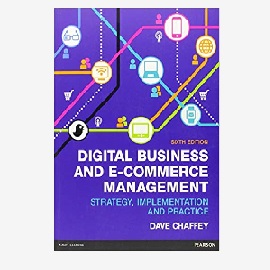 SIXTH EDITION
DIGITAL BUSINESS
AND E-COMMERCE
MANAGEMENT
STRATEGY, IMPLEMENTATION
AND PRACTICE
DAVE CHAFFEY
PEARSON